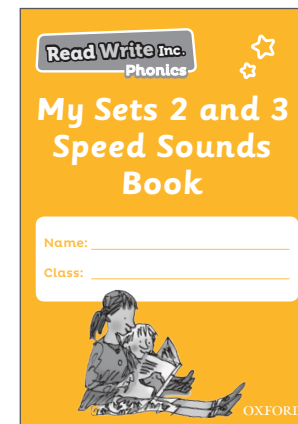 Read Write Inc.
Phonics
My Sets 2 and 3
Speed Sounds
Book
Name:
Class:
OXFORD